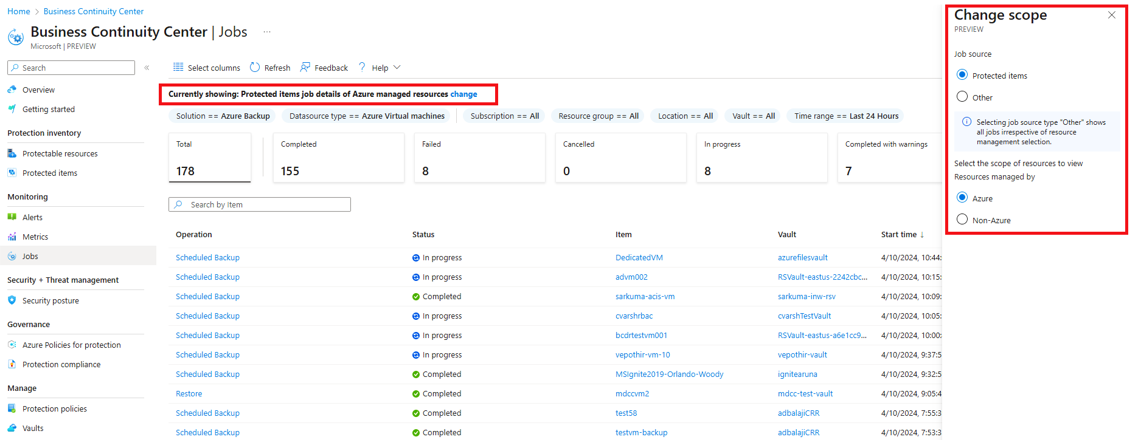 Home > Business Continuity Center >
Business Continuity Center | Jobs ...
Microsoft | PREVIEW
Search
«
Overview
Getting started
Protection inventory
Protectable resources
Protected items
Monitoring
Alerts
Metrics
Jobs
Security + Threat management
Security posture
Governance
Azure Policies for protection
Protection compliance
Manage
Protection policies
Vaults
Select columns Refresh Feedback ? Help
Currently showing: Protected items job details of Azure managed resources change
Solution == Azure Backup Datasource type == Azure Virtual machines Subscription == All Resource group == All Location == All Vault == All Time range == Last 24 Hours
Total Completed Failed Cancelled In progress Completed with warnings
178 155 8 0 8 7
Search by Item
Operation Status Item Vault Start time ↓
Scheduled Backup In progress DedicatedVM azurefilesvault 4/10/2024, 10:44:
Scheduled Backup In progress advm002 RSVault-eastus-2242cbc... 4/10/2024, 10:15:
Scheduled Backup Completed sarkuma-acis-vm sarkuma-inw-rsv 4/10/2024, 10:09:
Scheduled Backup In progress cvarshrbac cvarshTestVault 4/10/2024, 10:05:
Scheduled Backup In progress bcdrtestvm001 RSVault-eastus-a6e1cc9... 4/10/2024, 10:00:
Scheduled Backup In progress vepothir-vm-10 vepothir-vault 4/10/2024, 9:37:5
Scheduled Backup Completed MSIgnite2019-Orlando-Woody ignitearuna 4/10/2024, 9:32:5
Restore Completed mdccvm2 mdcc-test-vault 4/10/2024, 9:05:4
Scheduled Backup Completed test58 adbalajiCRR 4/10/2024, 7:55:3
Scheduled Backup Completed testvm-backup adbalajiCRR 4/10/2024, 7:53:3
Change scope
PREVIEW
Job source
Protected items
Other
Selecting job source type "Other" shows
all jobs irrespective of resource
management selection.
Select the scope of resources to view
Resources managed by
Azure
Non-Azure